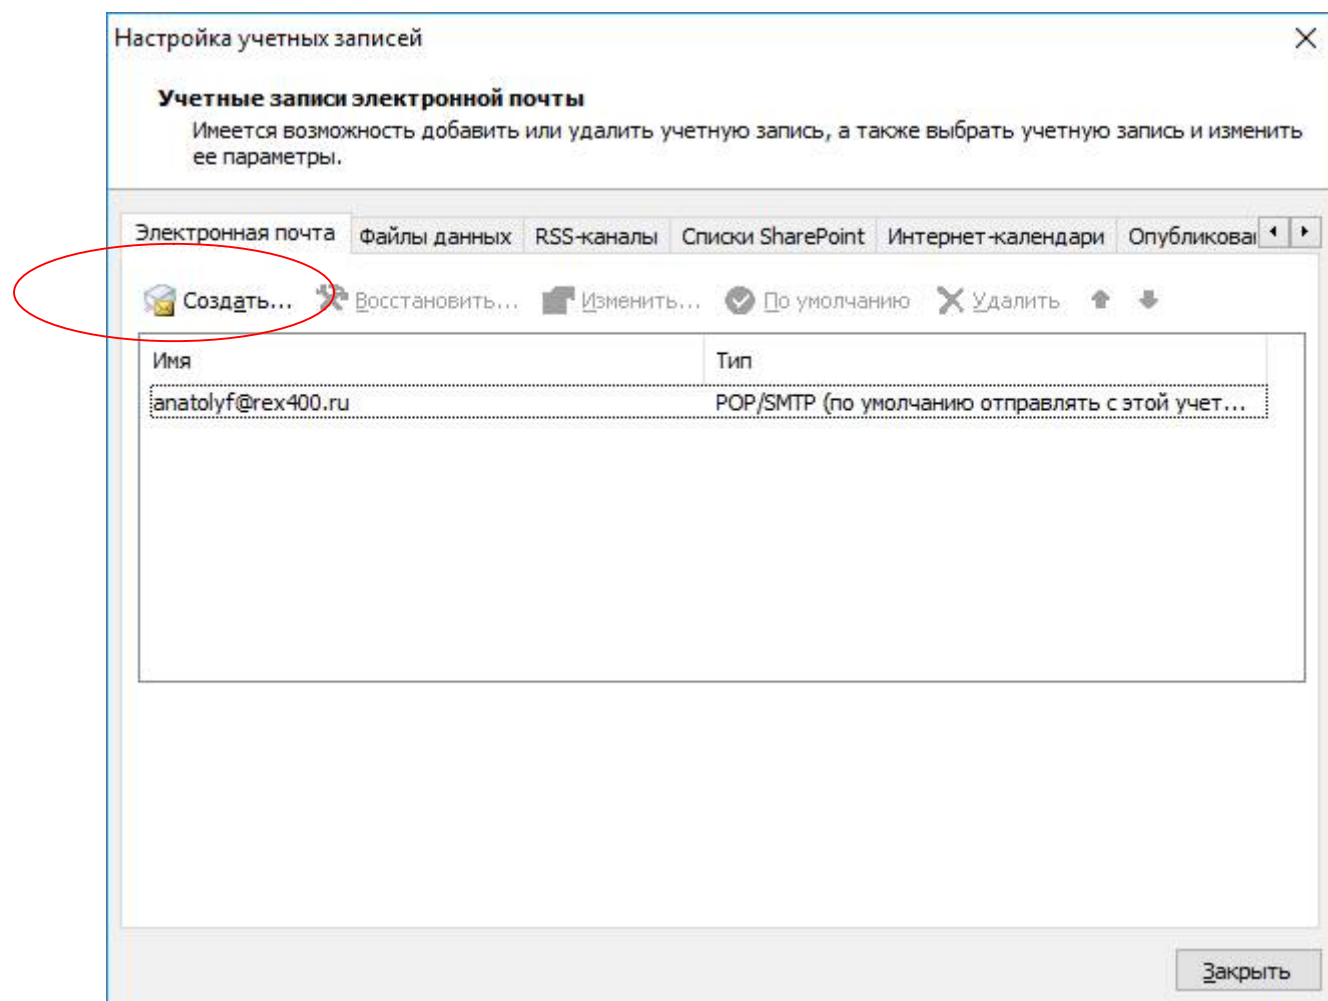 Настройка учетных записей
Учетные записи электронной почты
Имеется возможность добавить или удалить учетную запись, а также выбрать учетную запись и изменить
ее параметры.
Электронная почта Файлы данных RSS-каналы Списки SharePoint Интернет-календари Опубликова
Создать... Восстановить... Изменить... По умолчанию Удалить
Имя Тип
anatolyf@rex400.ru POP/SMTP (по умолчанию отправлять с этой учет...
Закрыть